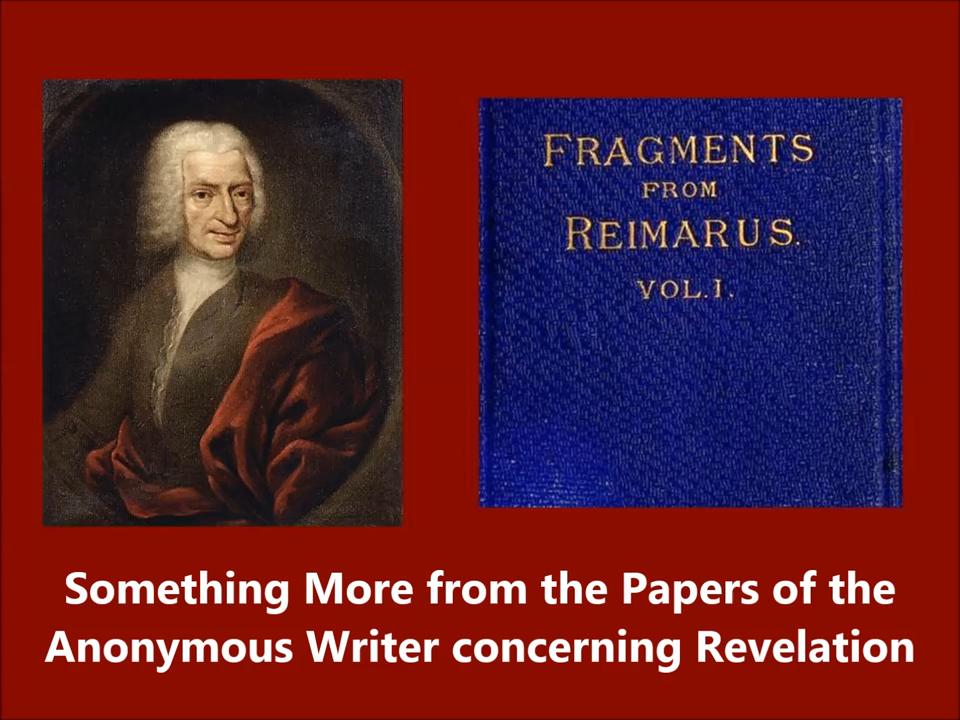 FRAGMENTS
FROM
REIMARUS.
VOL.I.
Something More from the Papers of the
Anonymous Writer concerning Revelation